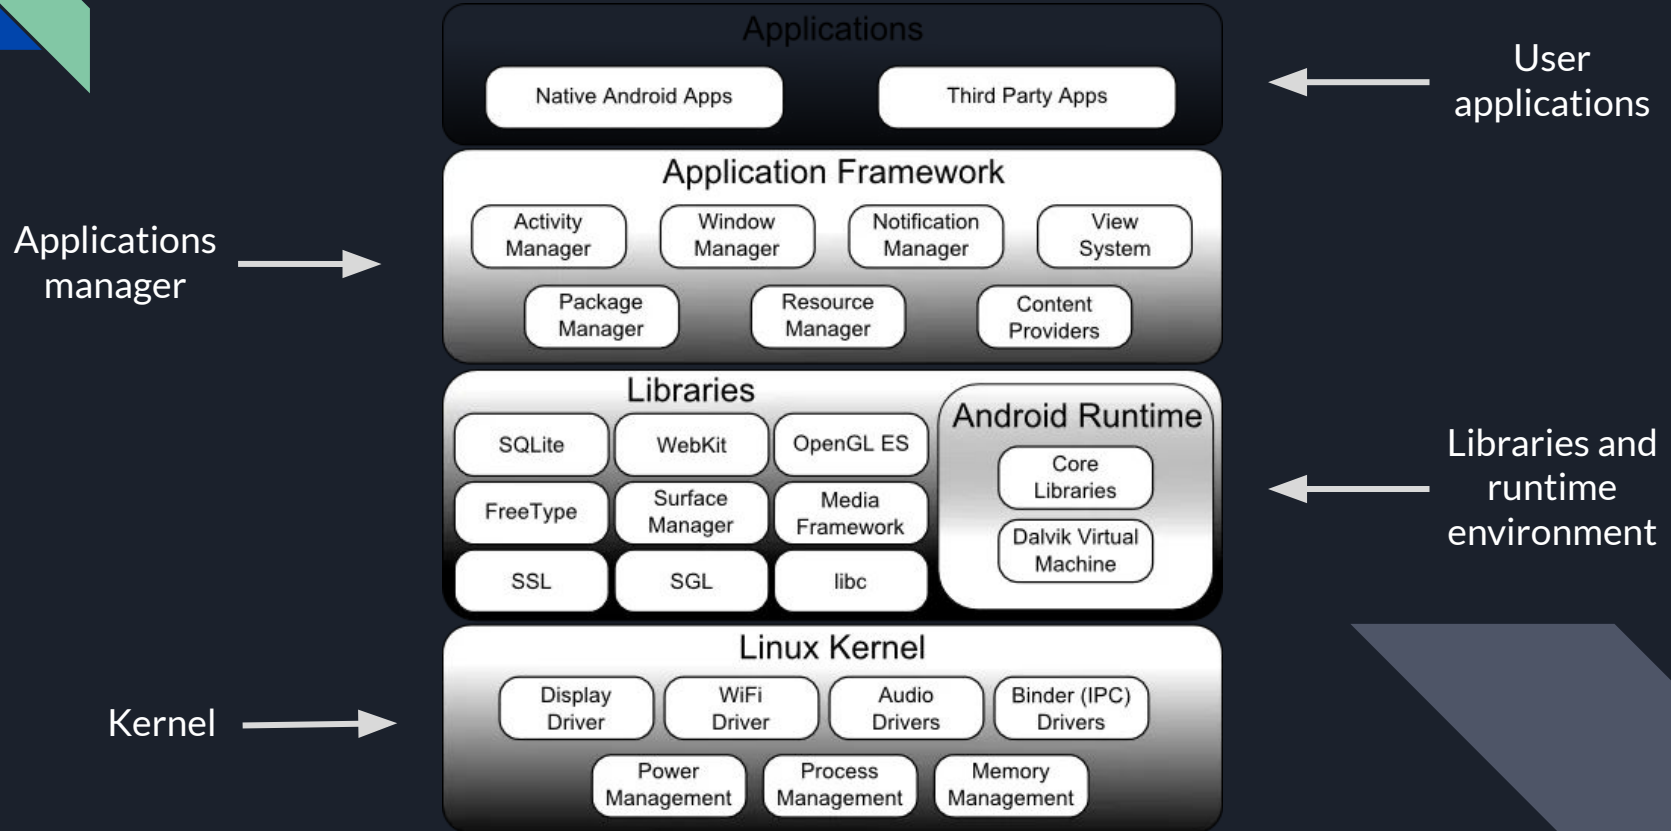 Applications
Native Android Apps
Third Party Apps
User
applications
Application Framework
Activity
Manager
Window
Manager
Notification
Manager
View
System
Package
Manager
Resource
Manager
Content
Providers
Applications
manager
Libraries
SQLite
WebKit
OpenGL ES
FreeType
Surface
Manager
Media
Framework
SSL
SGL
libc
Android Runtime
Core
Libraries
Dalvik Virtual
Machine
Libraries and
runtime
environment
Linux Kernel
Display
Driver
WiFi
Driver
Audio
Drivers
Binder (IPC)
Drivers
Power
Management
Process
Management
Memory
Management
Kernel